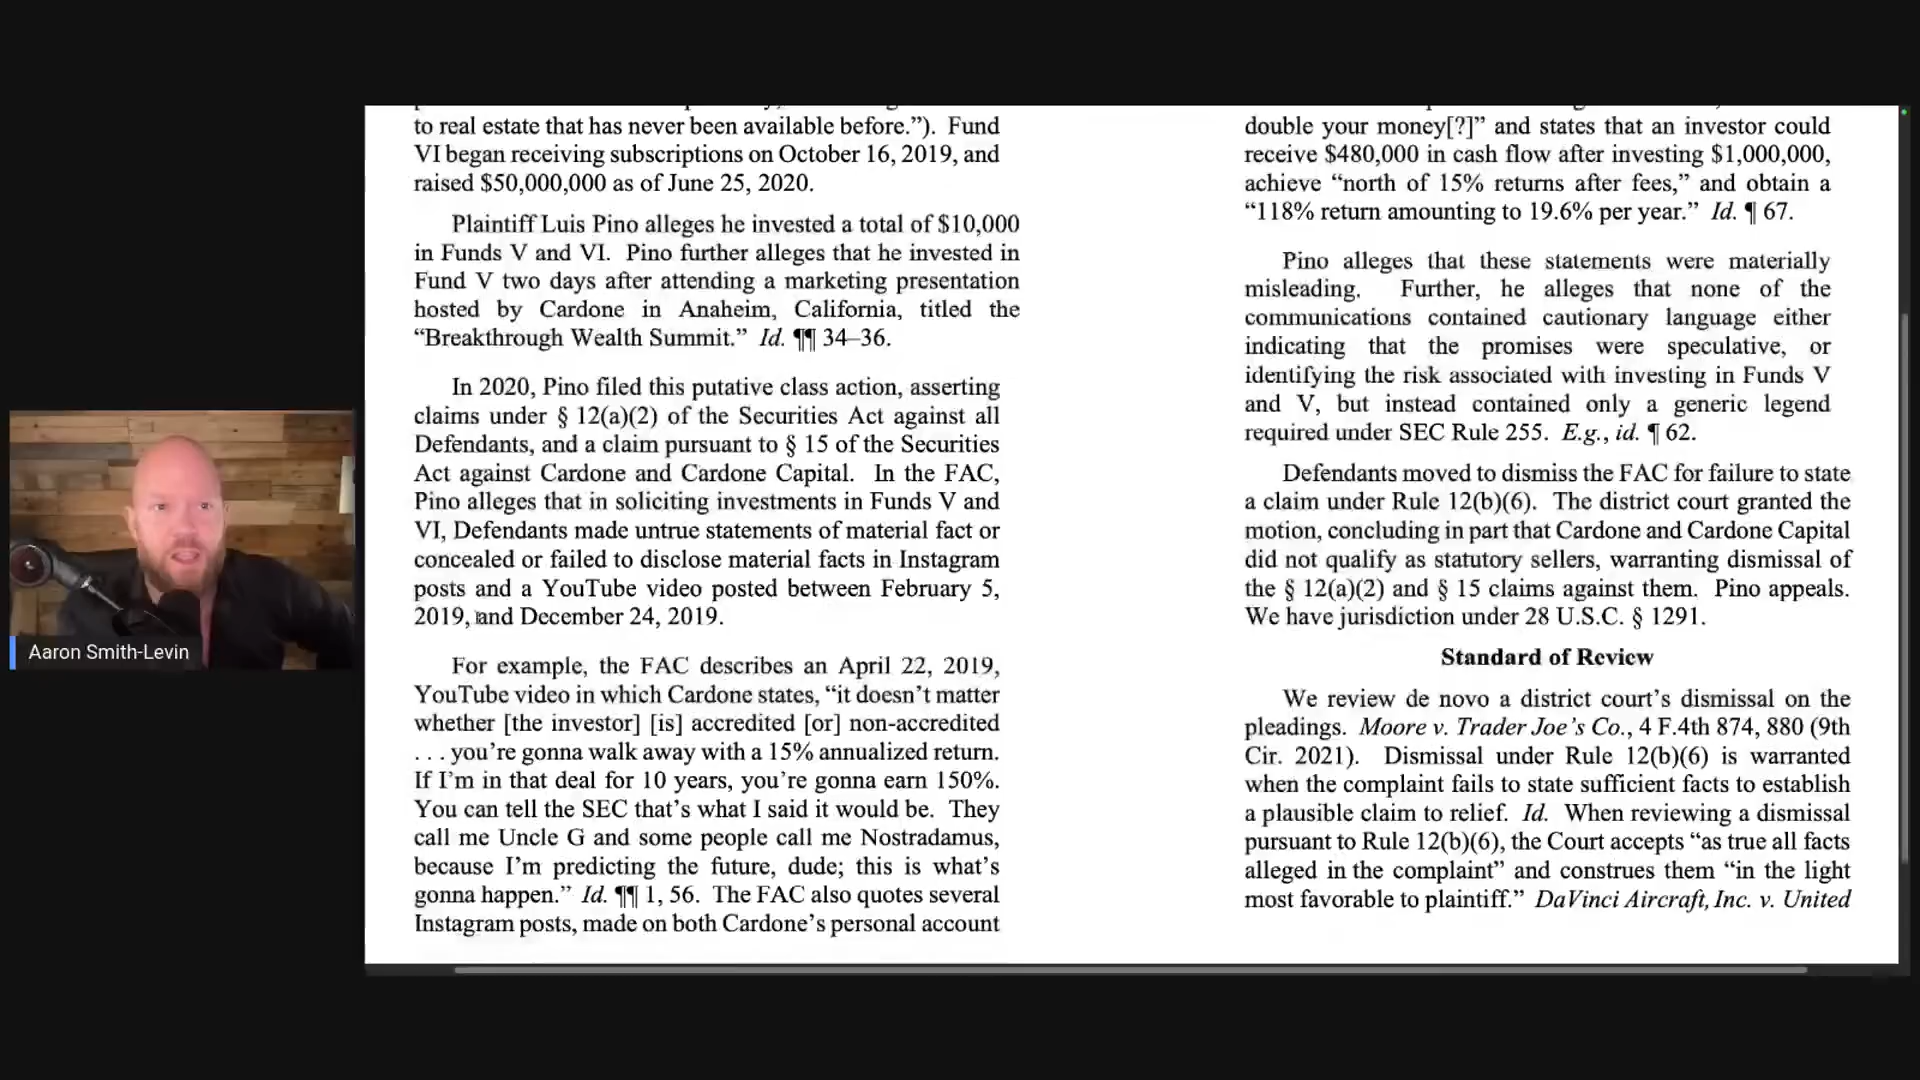 to real estate that has never been available before.”). Fund
VI began receiving subscriptions on October 16, 2019, and
raised $50,000,000 as of June 25, 2020.
Plaintiff Luis Pino alleges he invested a total of $10,000
in Funds V and VI. Pino further alleges that he invested in
Fund V two days after attending a marketing presentation
hosted by Cardone in Anaheim, California, titled the
“Breakthrough Wealth Summit.” Id. ¶¶ 34–36.
In 2020, Pino filed this putative class action, asserting
claims under § 12(a)(2) of the Securities Act against all
Defendants, and a claim pursuant to § 15 of the Securities
Act against Cardone and Cardone Capital. In the FAC,
Pino alleges that in soliciting investments in Funds V and
VI, Defendants made untrue statements of material fact or
concealed or failed to disclose material facts in Instagram
posts and a YouTube video posted between February 5,
2019, and December 24, 2019.
For example, the FAC describes an April 22, 2019,
YouTube video in which Cardone states, “it doesn’t matter
whether [the investor] [is] accredited [or] non-accredited
. . . you’re gonna walk away with a 15% annualized return.
If I’m in that deal for 10 years, you’re gonna earn 150%.
You can tell the SEC that’s what I said it would be. They
call me Uncle G and some people call me Nostradamus,
because I’m predicting the future, dude; this is what’s
gonna happen.” Id. ¶¶ 1, 56. The FAC also quotes several
Instagram posts, made on both Cardone’s personal account
double your money[?]” and states that an investor could
receive $480,000 in cash flow after investing $1,000,000,
achieve “north of 15% returns after fees,” and obtain a
“118% return amounting to 19.6% per year.” Id. ¶ 67.
Pino alleges that these statements were materially
misleading. Further, he alleges that none of the
communications contained cautionary language either
indicating that the promises were speculative, or
identifying the risk associated with investing in Funds V
and V, but instead contained only a generic legend
required under SEC Rule 255. E.g., id. ¶ 62.
Defendants moved to dismiss the FAC for failure to state
a claim under Rule 12(b)(6). The district court granted the
motion, concluding in part that Cardone and Cardone Capital
did not qualify as statutory sellers, warranting dismissal of
the § 12(a)(2) and § 15 claims against them. Pino appeals.
We have jurisdiction under 28 U.S.C. § 1291.
Standard of Review
We review de novo a district court’s dismissal on the
pleadings. Moore v. Trader Joe’s Co., 4 F.4th 874, 880 (9th
Cir. 2021). Dismissal under Rule 12(b)(6) is warranted
when the complaint fails to state sufficient facts to establish
a plausible claim to relief. Id. When reviewing a dismissal
pursuant to Rule 12(b)(6), the Court accepts “as true all facts
alleged in the complaint” and construes them “in the light
most favorable to plaintiff.” DaVinci Aircraft, Inc. v. United
Aaron Smith-Levin